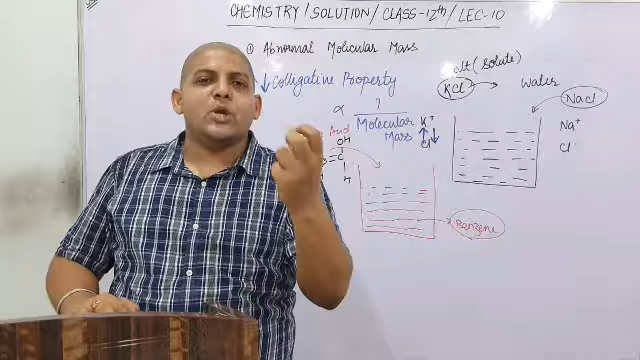 CHEMISTRY/SOLUTION/CLASS-12th/LEC-10
① Abnormal Molecular Mass
↓ Colligative Property
α 1
Molecular
Mass
K+
Cl
Acid
OH
C
H
Benzene
(Solute)
KCl → Water
NaCl
Na+
Cl